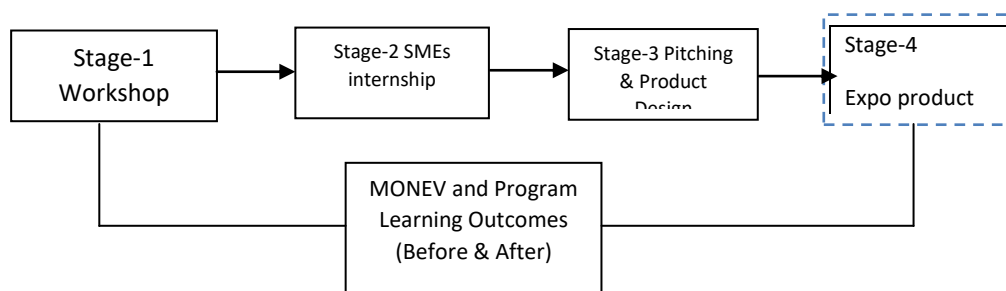 Stage-1
Workshop
Stage-2 SMEs
internship
Stage-3 Pitching
& Product
Design
Stage-4
Expo product
MONEV and Program
Learning Outcomes
(Before & After)